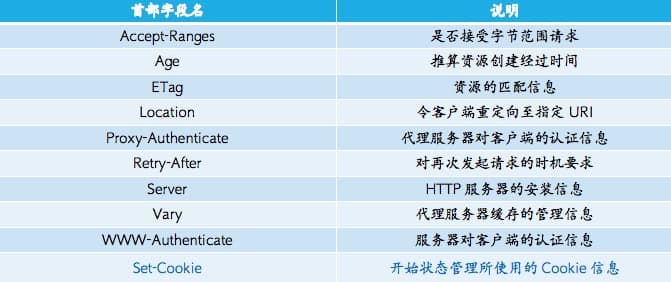 首部字段名 说明
Accept-Ranges 是否接受字节范围请求
Age 推算资源创建经过时间
ETag 资源的匹配信息
Location 令客户端重定向至指定 URI
Proxy-Authenticate 代理服务器对客户端的认证信息
Retry-After 对再次发起请求的时机要求
Server HTTP 服务器的安装信息
Vary 代理服务器缓存的管理信息
WWW-Authenticate 服务器对客户端的认证信息
Set-Cookie 开始状态管理所使用的 Cookie 信息